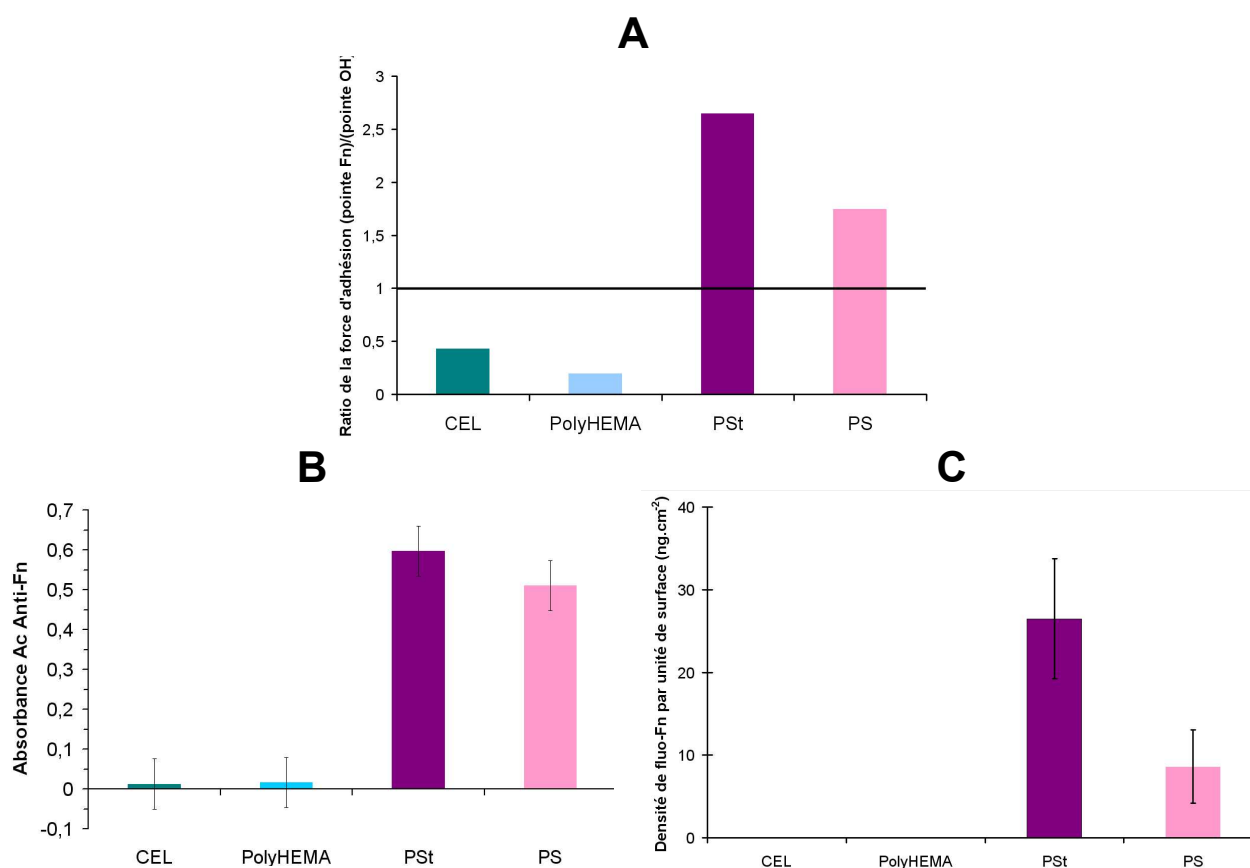 A
Ratio de la force d'adhésion (pointe Fn)/(pointe OH)
3
2,5
2
1,5
1
0,5
0
CEL PolyHEMA PSt PS
B
Absorbance Ac Anti-Fn
0,7
0,6
0,5
0,4
0,3
0,2
0,1
0
-0,1
CEL PolyHEMA PSt PS
C
Densité de fluo-Fn par unité de surface (ng.cm⁻²)
40
30
20
10
0
CEL PolyHEMA PSt PS